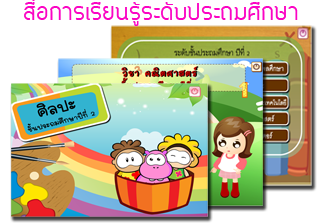 สื่อการเรียนรู้ระดับประถมศึกษา
ระดับชั้นประถมศึกษา ปีที่
วิชา คณิตศาสตร์
ศิลปะ
ชั้นประถมศึกษาปีที่ 2